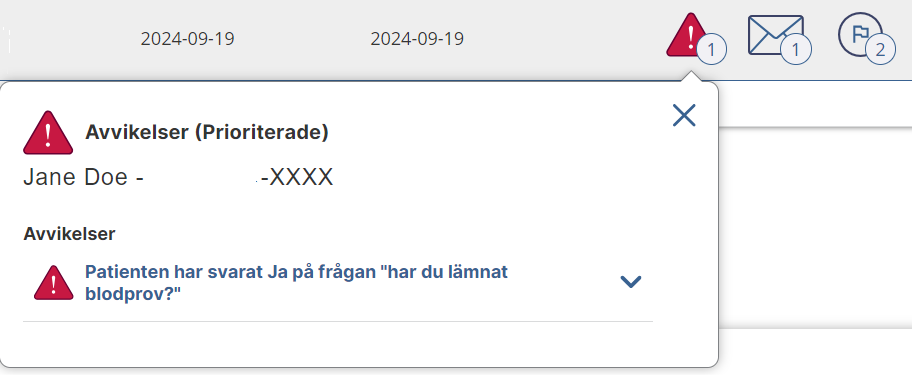 2024-09-19 2024-09-19 1 1 2
Avvikelser (Prioriterade)
Jane Doe - -XXXX
Avvikelser
Patienten har svarat Ja på frågan "har du lämnat
blodprov?"